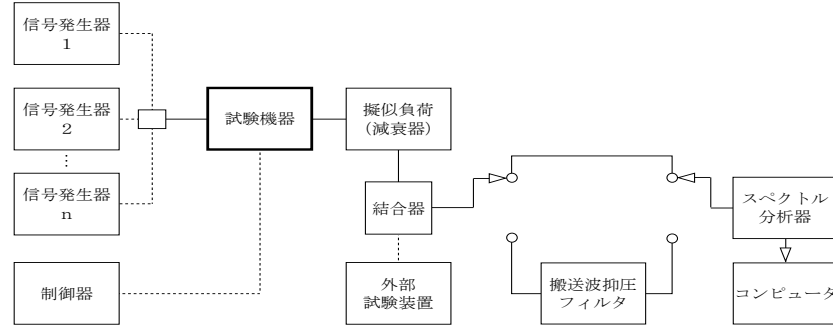 信号発生器
1
信号発生器
2
信号発生器
n
制御器
試験機器
擬似負荷
(減衰器)
結合器
外部
試験装置
搬送波抑圧
フィルタ
スペクトル
分析器
コンピュータ